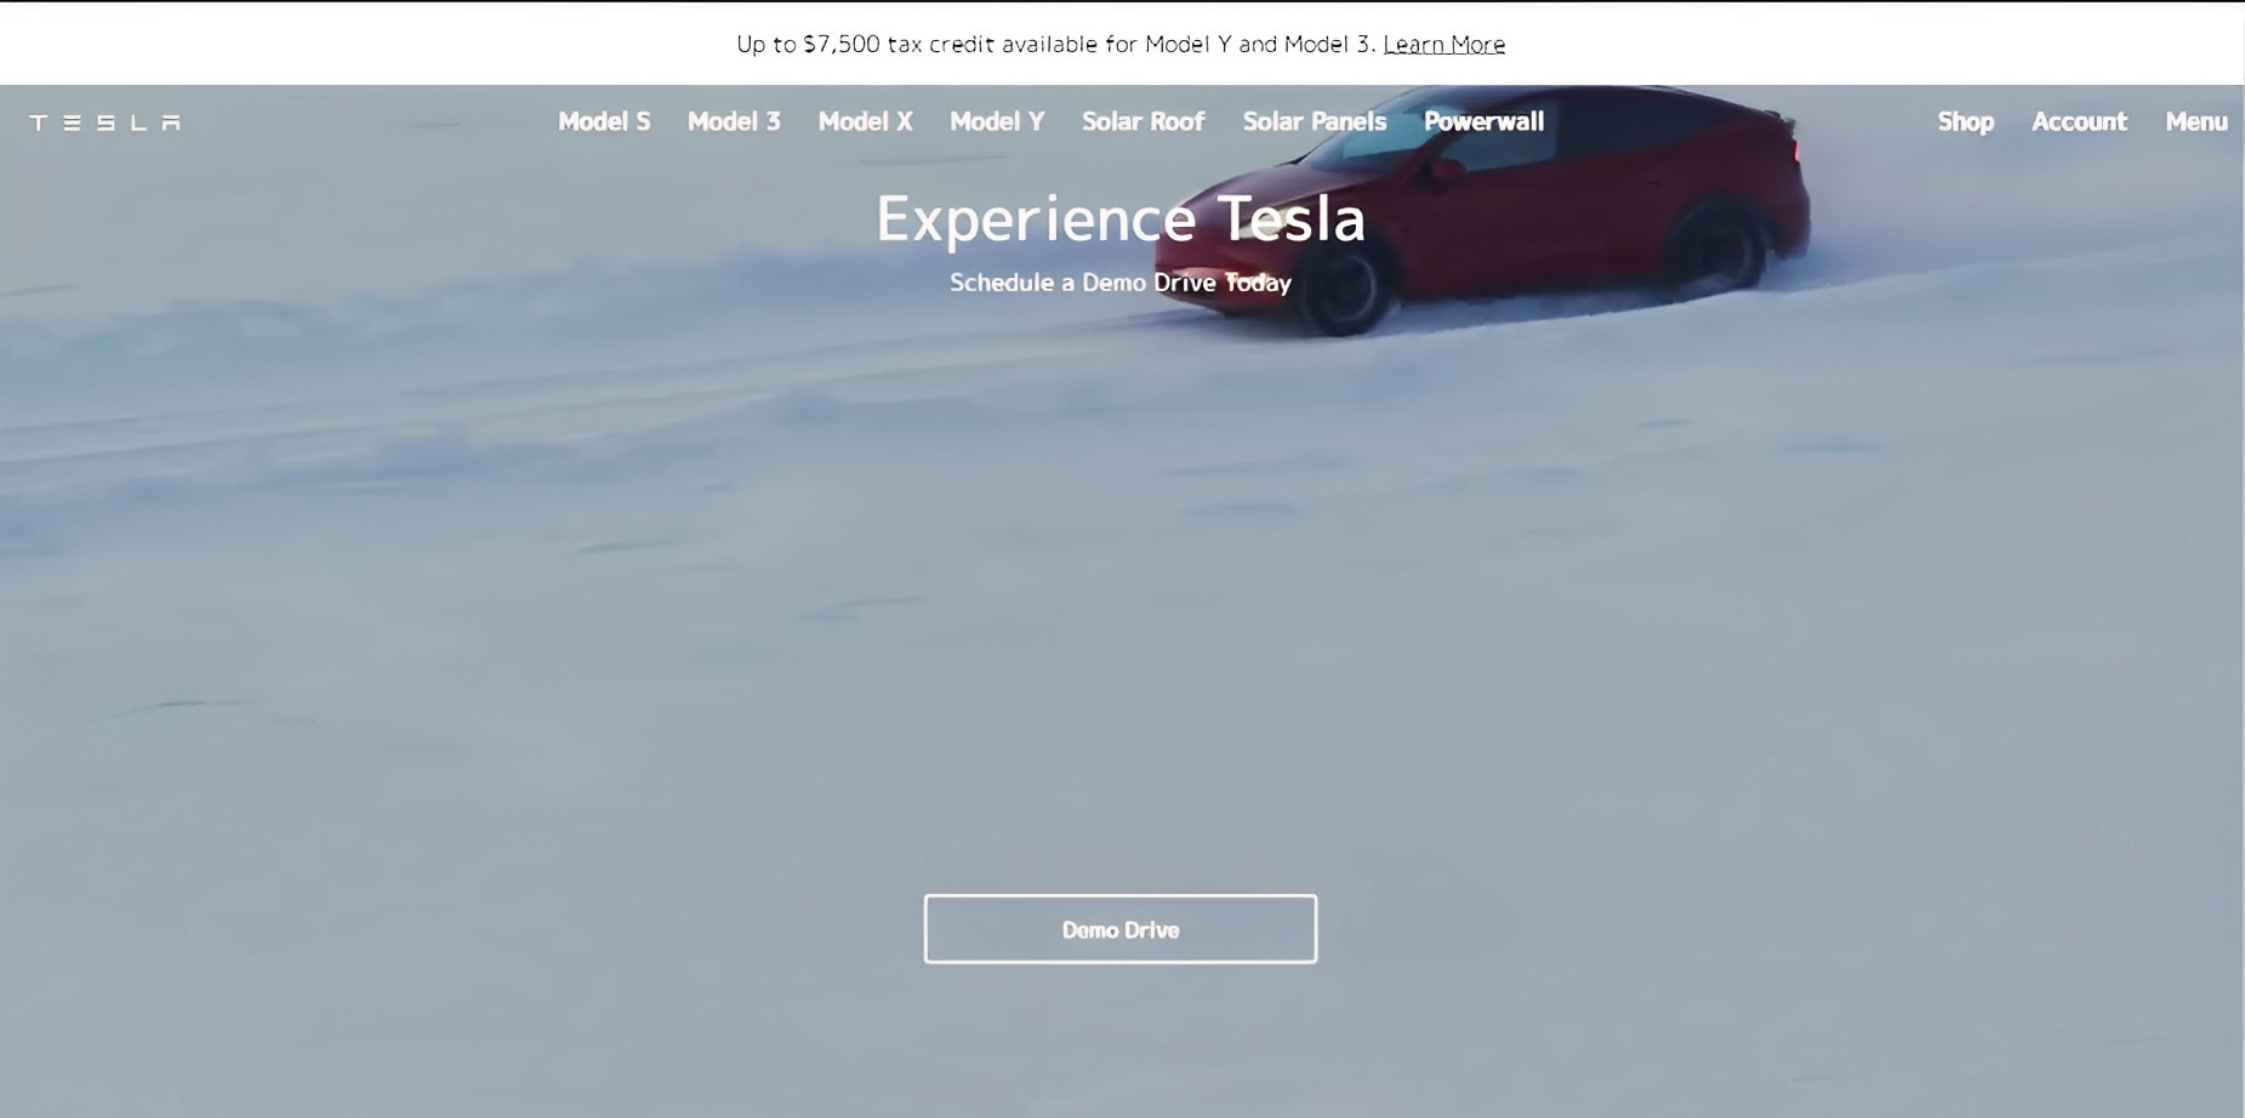 Up to $7,500 tax credit available for Model Y and Model 3. Learn More
TESLA Model S Model 3 Model X Model Y Solar Roof Solar Panels Powerwall Shop Account Menu
Experience Tesla
Schedule a Demo Drive Today
Demo Drive